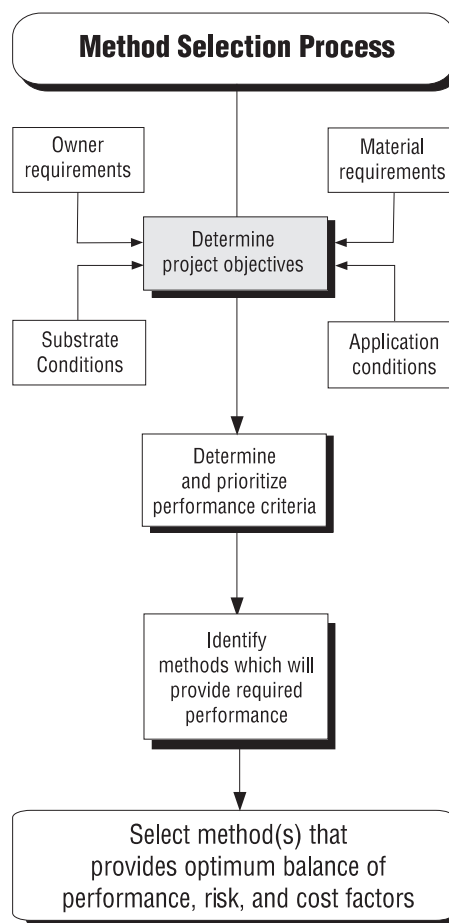 Method Selection Process
Owner
requirements
Material
requirements
Determine
project objectives
Substrate
Conditions
Application
conditions
Determine
and prioritize
performance criteria
Identify
methods which will
provide required
performance
Select method(s) that
provides optimum balance of
performance, risk, and cost factors